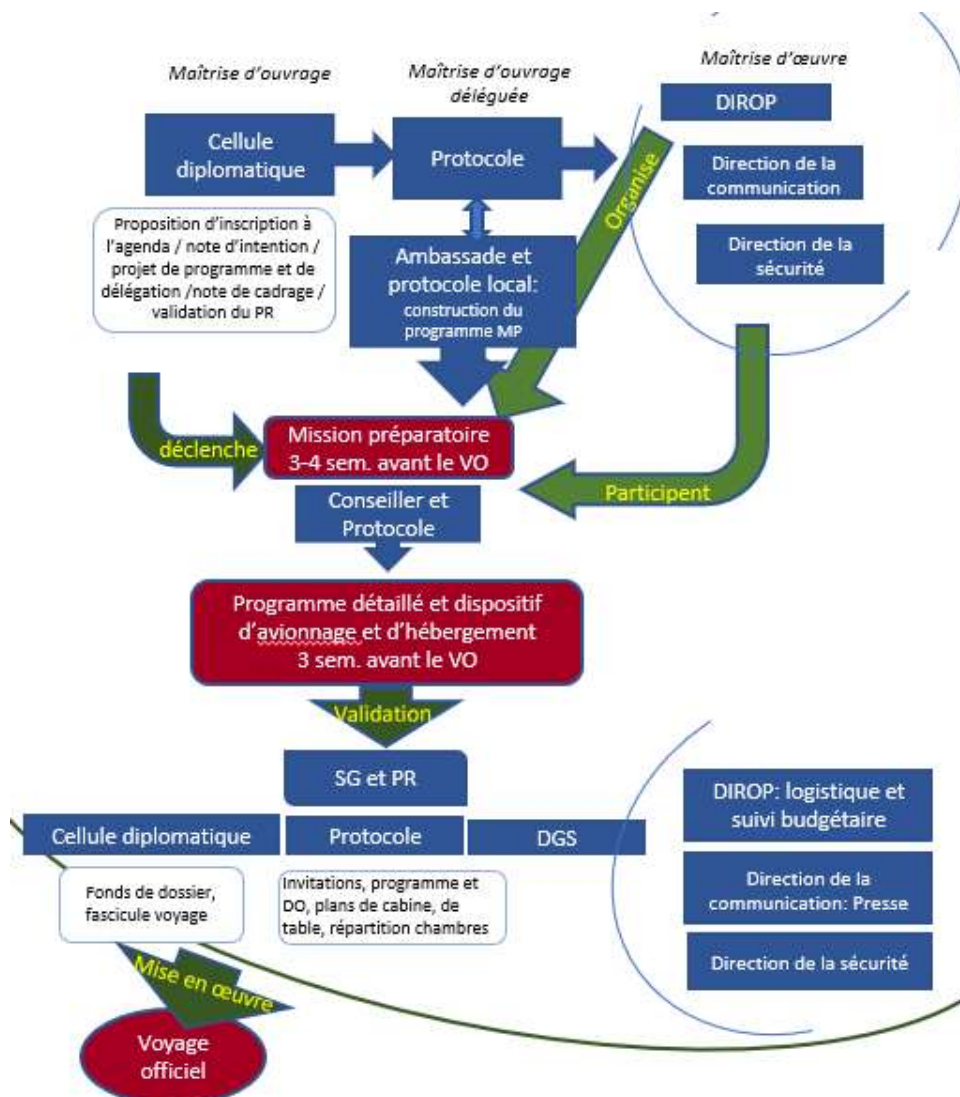 Maîtrise d'ouvrage
Maîtrise d'ouvrage
déléguée
Maîtrise d'œuvre
Cellule
diplomatique
Protocole
DIROP
Direction de la
communication
Direction de la
sécurité
Organise
Proposition d'inscription à
l'agenda / note d'intention /
projet de programme et de
délégation /note de cadrage /
validation du PR
Ambassade et
protocole local:
construction du
programme MP
déclenche
Mission préparatoire
3-4 sem. avant le VO
Participent
Conseiller et
Protocole
Programme détaillé et dispositif
d'avionnage et d'hébergement
3 sem. avant le VO
Validation
SG et PR
Cellule diplomatique
Protocole
DGS
Fonds de dossier,
fascicule voyage
Invitations, programme et
DO, plans de cabine, de
table, répartition chambres
DIROP: logistique et
suivi budgétaire
Direction de la
communication: Presse
Direction de la sécurité
Mise en œuvre
Voyage
officiel